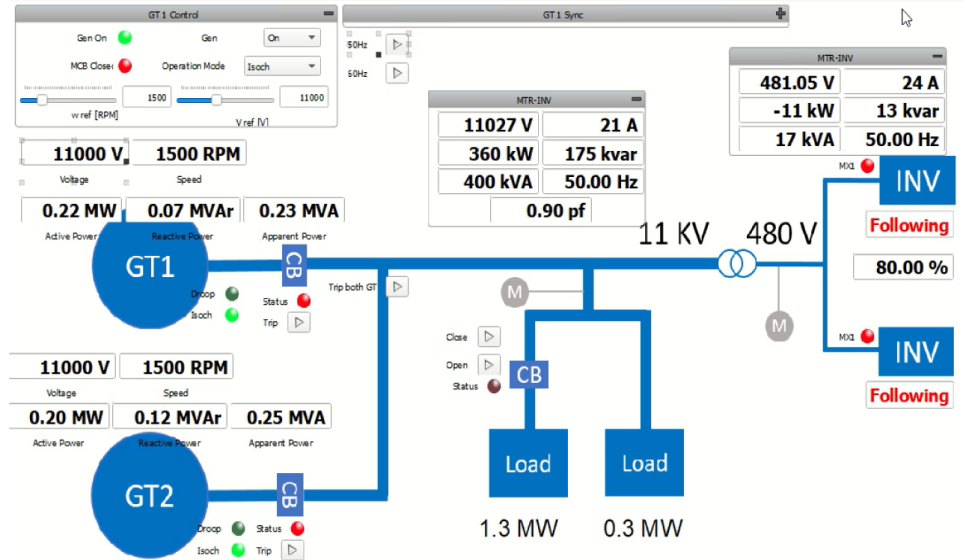 GT 1 Control
Gen On
Gen
On
MCB Close:
Operation Mode
Isoch
1500
11000
w ref [RPM]
V ref [V]
GT 1 Sync
50Hz
60Hz
MTR-INV
11027 V
21 A
360 kW
175 kvar
400 kVA
50.00 Hz
0.90 pf
MTR-INV
481.05 V
24 A
-11 kW
13 kvar
17 kVA
50.00 Hz
11000 V
1500 RPM
Voltage
Speed
0.22 MW
0.07 MVAr
0.23 MVA
Active Power
Reactive Power
Apparent Power
GT1
CB
Droop
Isoch
Status
Trip
Trip both GT
11 KV
480 V
MX1
INV
Following
80.00 %
M
M
MX1
INV
Following
Close
Open
Status
CB
Load
Load
1.3 MW
0.3 MW
11000 V
1500 RPM
Voltage
Speed
0.20 MW
0.12 MVAr
0.25 MVA
Active Power
Reactive Power
Apparent Power
GT2
CB
Droop
Status
Isoch
Trip